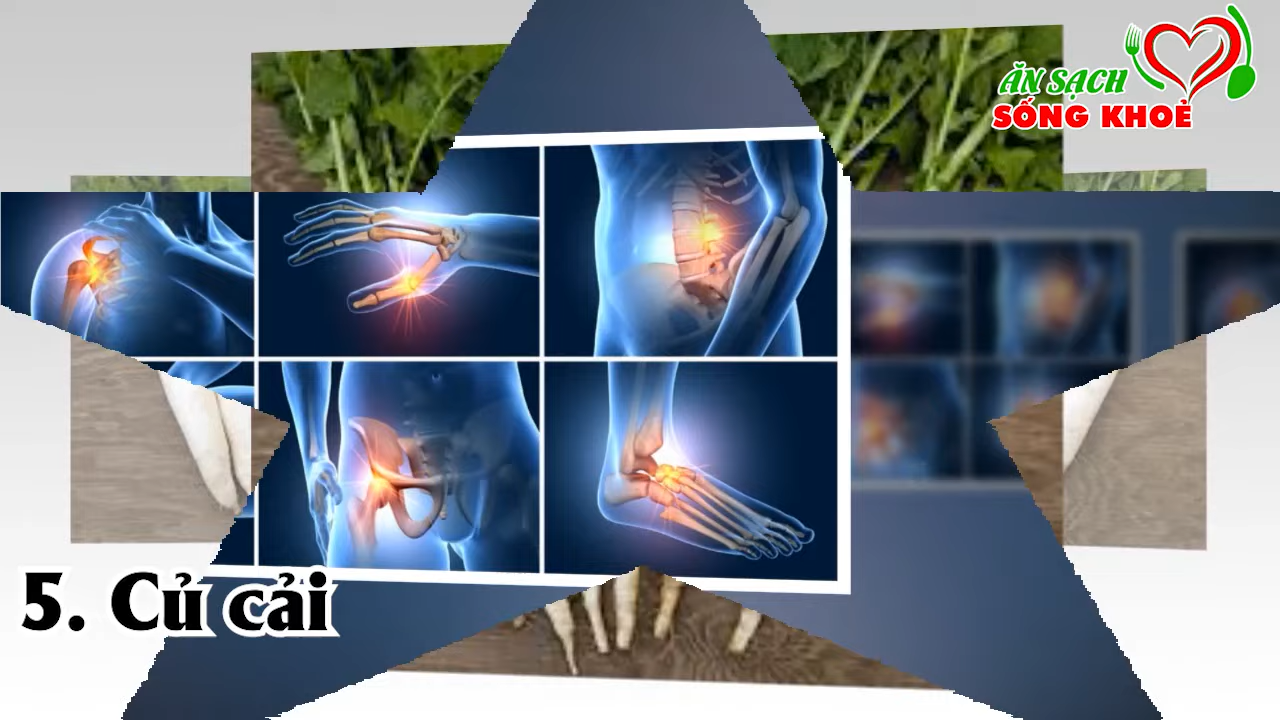 ĂN SẠCH
SỐNG KHOẺ
5. Củ cải